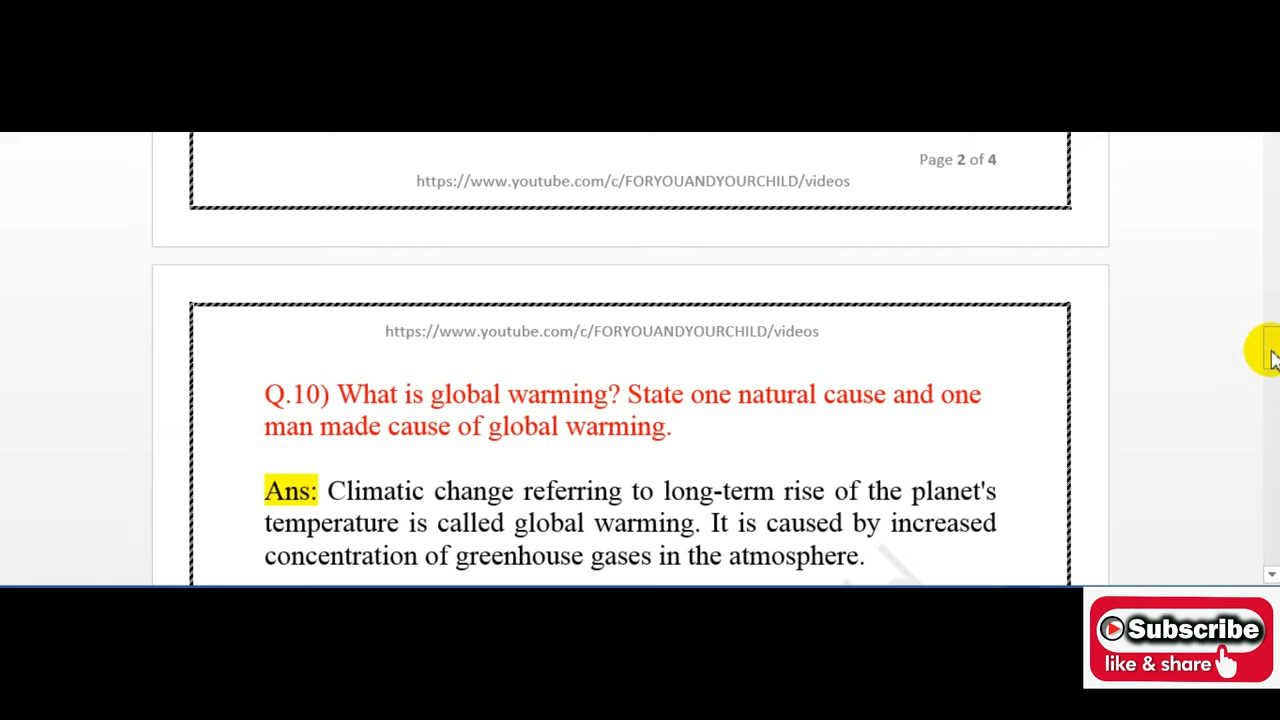 Page 2 of 4
https://www.youtube.com/c/FORYOUANDYOURCHILD/videos
https://www.youtube.com/c/FORYOUANDYOURCHILD/videos
Q.10) What is global warming? State one natural cause and one
man made cause of global warming.
Ans: Climatic change referring to long-term rise of the planet's
temperature is called global warming. It is caused by increased
concentration of greenhouse gases in the atmosphere.
Subscribe
like & share